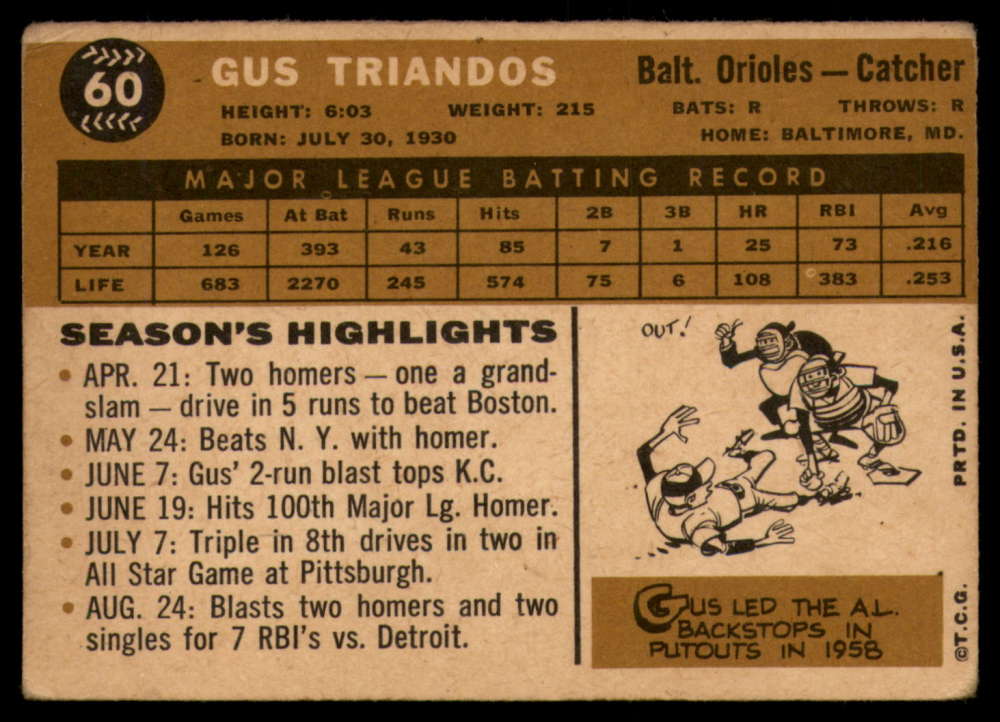 60
GUS TRIANDOS
Balt. Orioles — Catcher
HEIGHT: 6:03 WEIGHT: 215 BATS: R THROWS: R
BORN: JULY 30, 1930 HOME: BALTIMORE, MD.
MAJOR LEAGUE BATTING RECORD
Games At Bat Runs Hits 2B 3B HR RBI Avg
YEAR 126 393 43 85 7 1 25 73 .216
LIFE 683 2270 245 574 75 6 108 383 .253
SEASON'S HIGHLIGHTS
• APR. 21: Two homers — one a grand-
slam — drive in 5 runs to beat Boston.
• MAY 24: Beats N. Y. with homer.
• JUNE 7: Gus' 2-run blast tops K.C.
• JUNE 19: Hits 100th Major Lg. Homer.
• JULY 7: Triple in 8th drives in two in
All Star Game at Pittsburgh.
• AUG. 24: Blasts two homers and two
singles for 7 RBI's vs. Detroit.
OUT!
GUS LED THE A.L.
BACKSTOPS IN
PUTOUTS IN 1958
©T.C.G. PRTD. IN U.S.A.